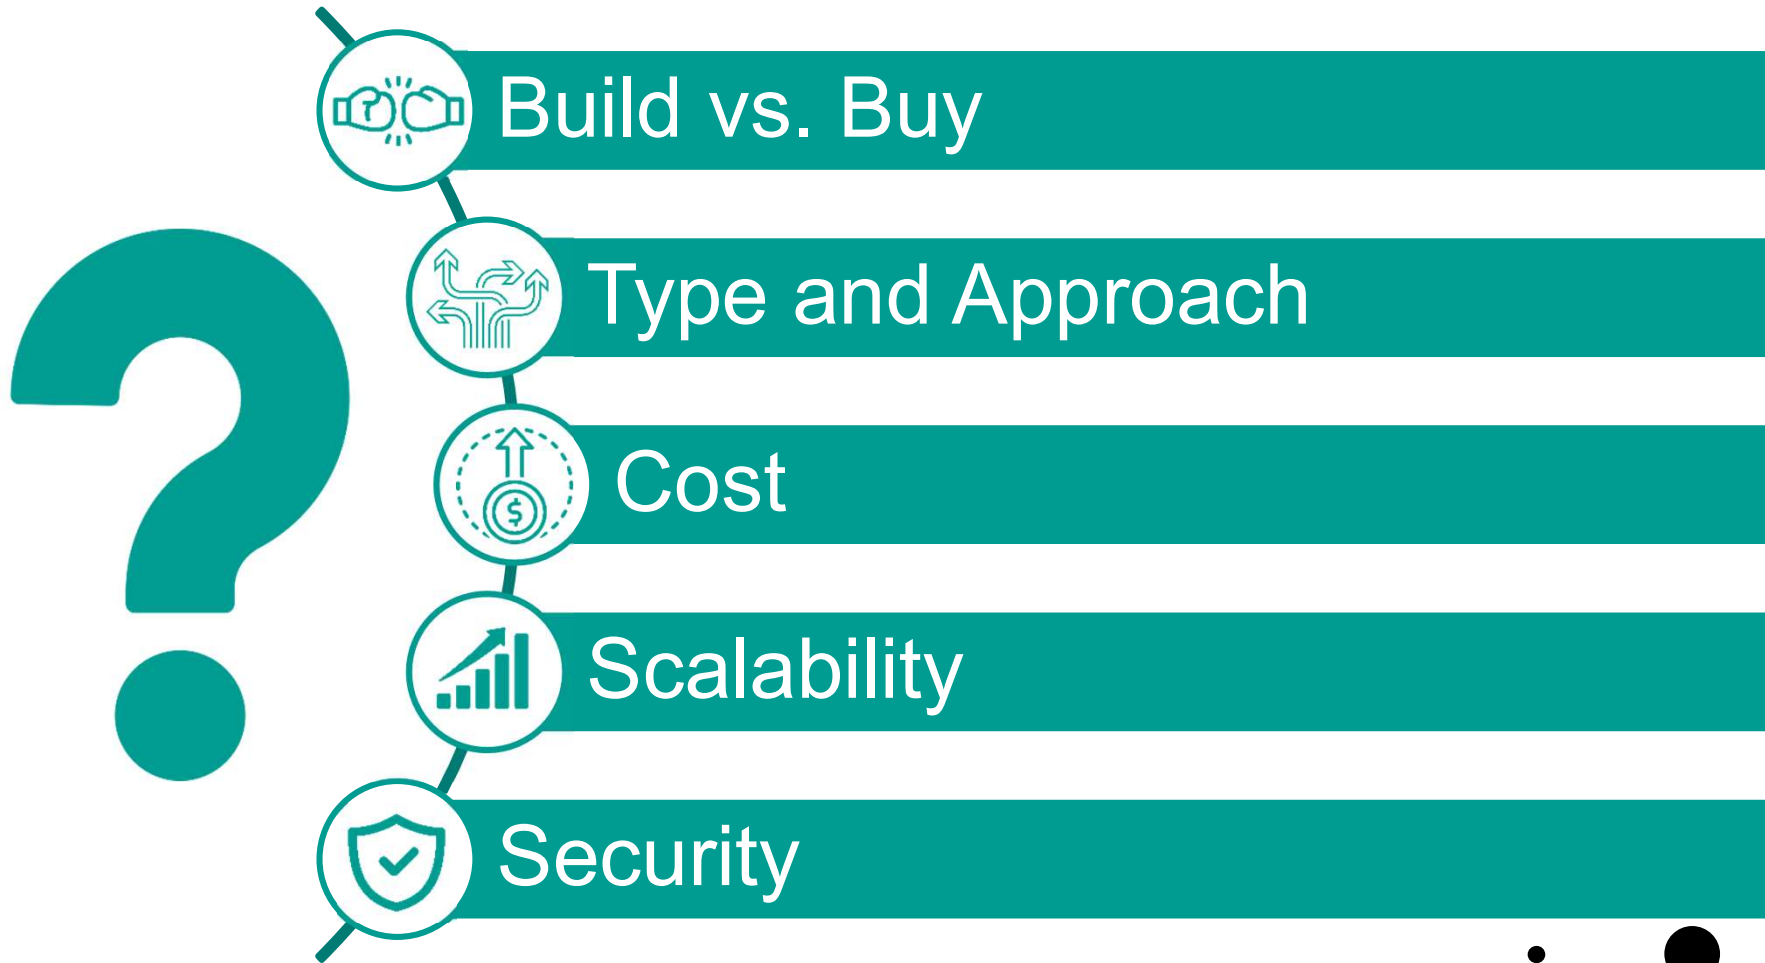 Build vs. Buy
Type and Approach
Cost
Scalability
Security